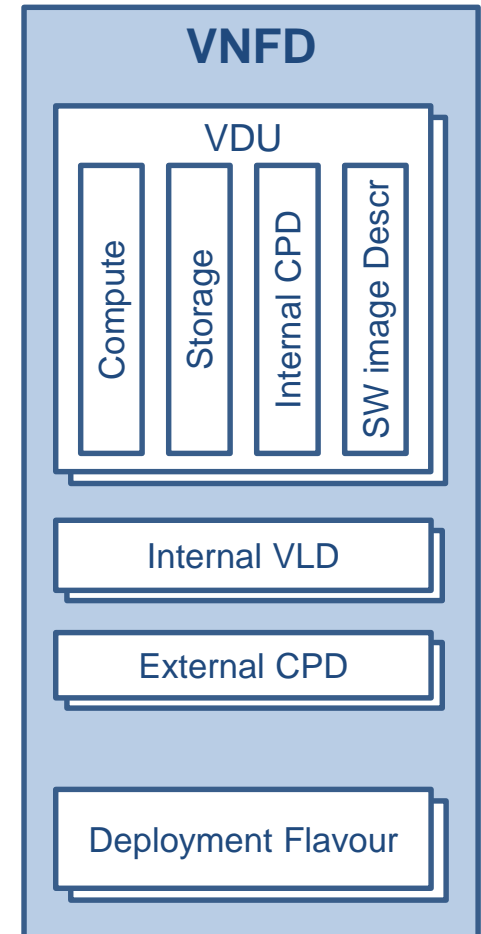 VNFD
VDU
Compute
Storage
Internal CPD
SW image Descr
Internal VLD
External CPD
Deployment Flavour